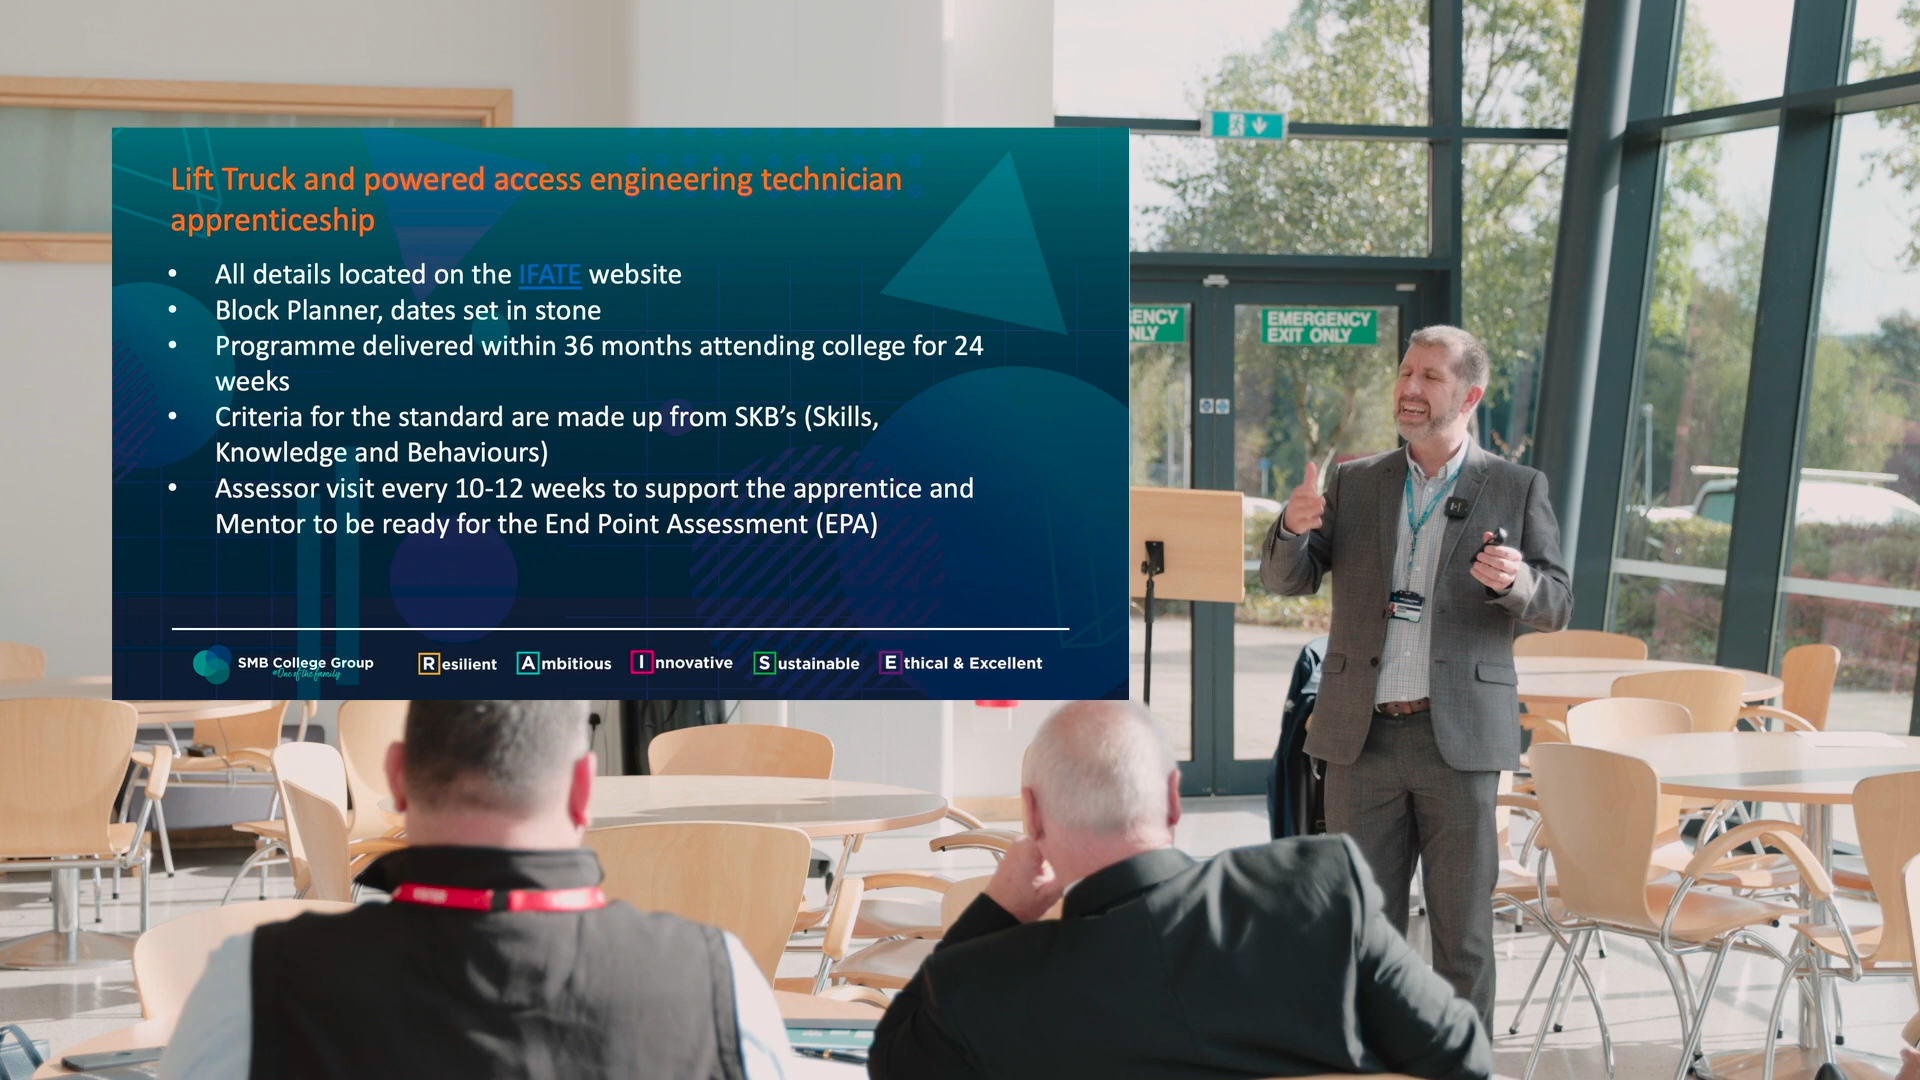 Lift Truck and powered access engineering technician
apprenticeship
• All details located on the IFATE website
• Block Planner, dates set in stone
• Programme delivered within 36 months attending college for 24
weeks
• Criteria for the standard are made up from SKB’s (Skills,
Knowledge and Behaviours)
• Assessor visit every 10-12 weeks to support the apprentice and
Mentor to be ready for the End Point Assessment (EPA)
SMB College Group
#One of the family
Resilient Ambitious Innovative Sustainable Ethical & Excellent
ENCY
NLY
EMERGENCY
EXIT ONLY